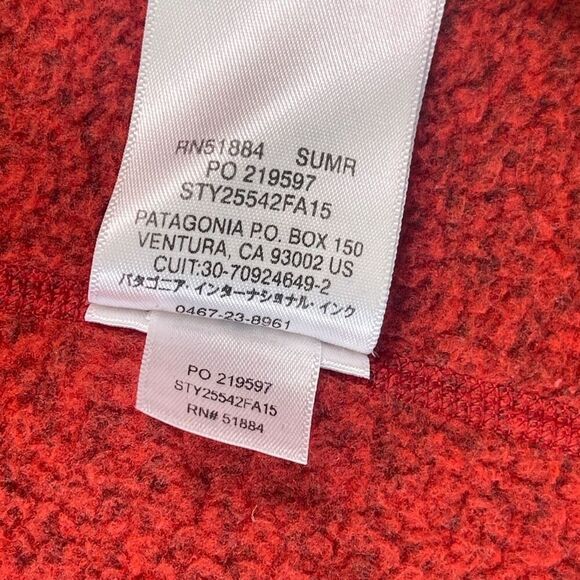 RN51884 SUMR
PO 219597
STY25542FA15
PATAGONIA P.O. BOX 150
VENTURA, CA 93002 US
CUIT:30-70924649-2
パタゴニア・インターナショナル・インク
0467-23-8961
PO 219597
STY25542FA15
RN# 51884